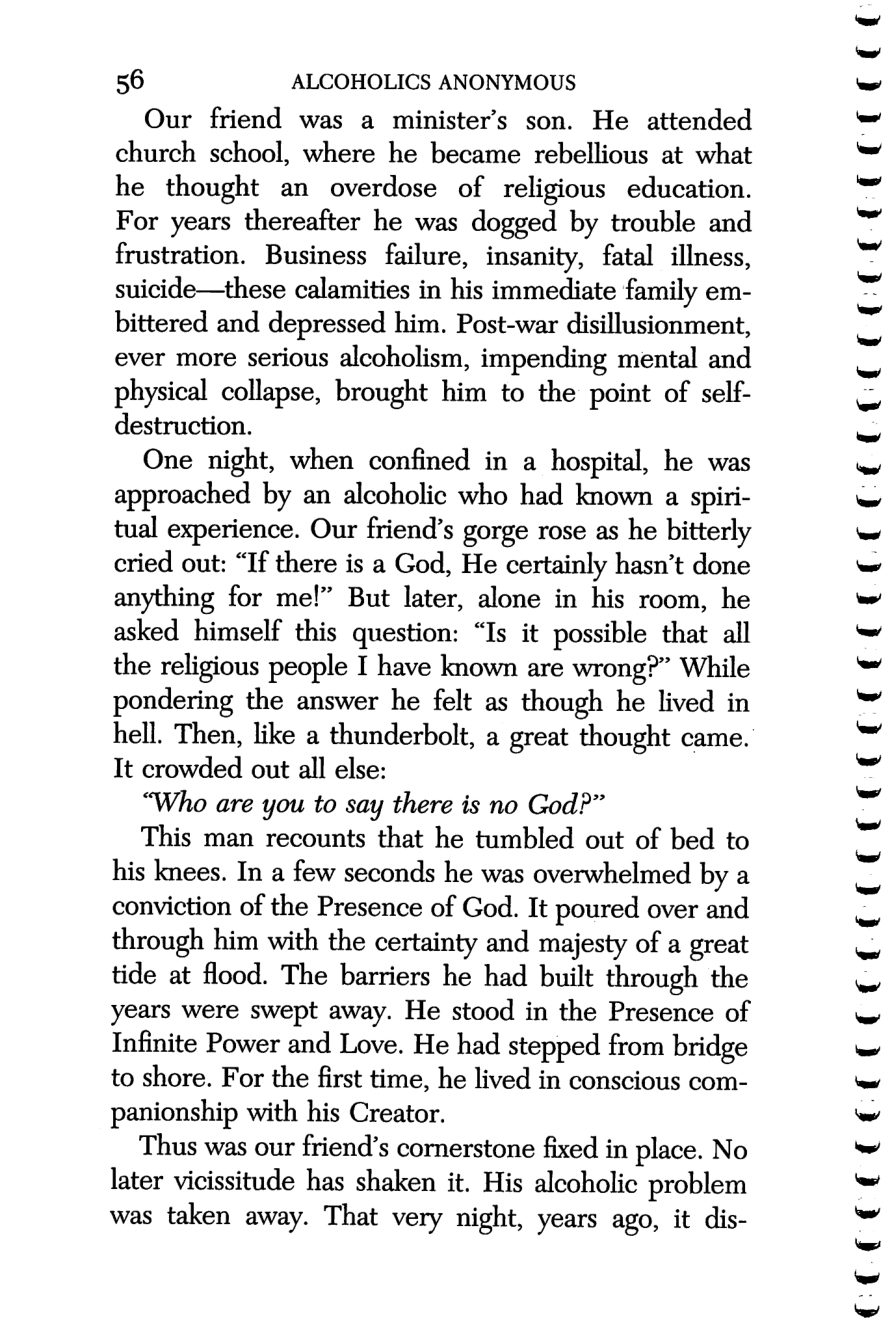 56 ALCOHOLICS ANONYMOUS
Our friend was a minister's son. He attended
church school, where he became rebellious at what
he thought an overdose of religious education.
For years thereafter he was dogged by trouble and
frustration. Business failure, insanity, fatal illness,
suicide—these calamities in his immediate family em-
bittered and depressed him. Post-war disillusionment,
ever more serious alcoholism, impending mental and
physical collapse, brought him to the point of self-
destruction.
One night, when confined in a hospital, he was
approached by an alcoholic who had known a spiri-
tual experience. Our friend's gorge rose as he bitterly
cried out: “If there is a God, He certainly hasn't done
anything for me!” But later, alone in his room, he
asked himself this question: “Is it possible that all
the religious people I have known are wrong?” While
pondering the answer he felt as though he lived in
hell. Then, like a thunderbolt, a great thought came.
It crowded out all else:
“Who are you to say there is no God?”
This man recounts that he tumbled out of bed to
his knees. In a few seconds he was overwhelmed by a
conviction of the Presence of God. It poured over and
through him with the certainty and majesty of a great
tide at flood. The barriers he had built through the
years were swept away. He stood in the Presence of
Infinite Power and Love. He had stepped from bridge
to shore. For the first time, he lived in conscious com-
panionship with his Creator.
Thus was our friend's cornerstone fixed in place. No
later vicissitude has shaken it. His alcoholic problem
was taken away. That very night, years ago, it dis-